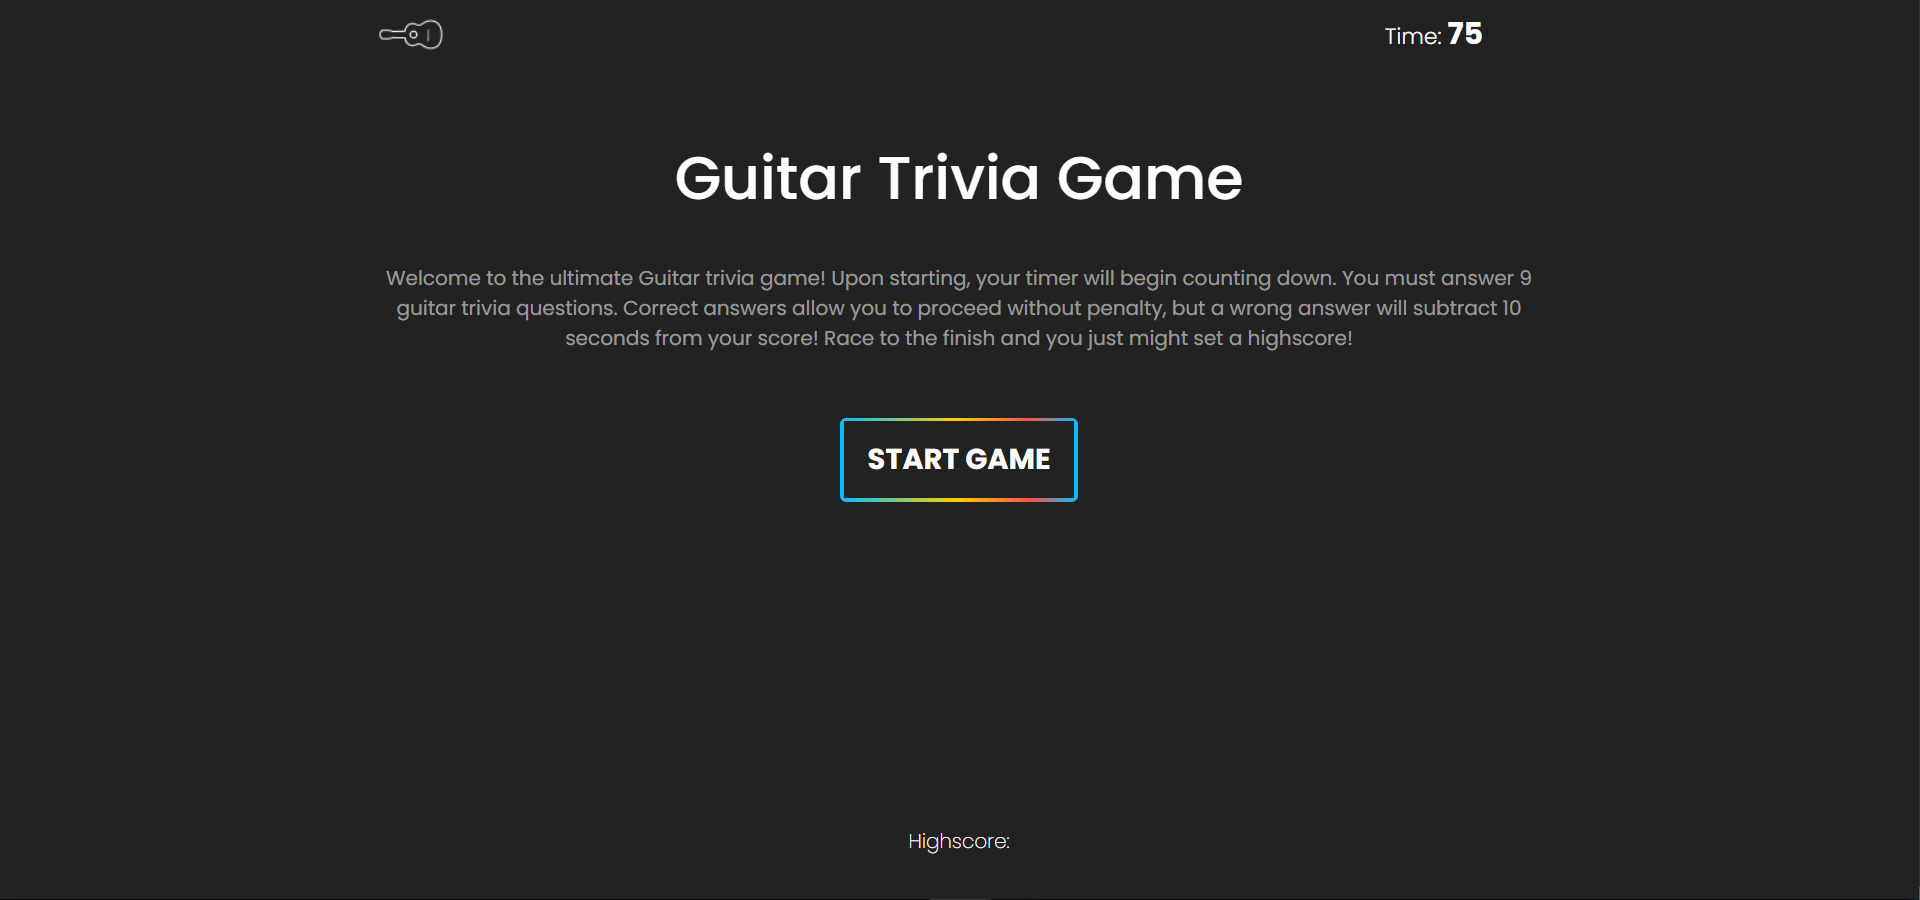 Time: 75
Guitar Trivia Game
Welcome to the ultimate Guitar trivia game! Upon starting, your timer will begin counting down. You must answer 9
guitar trivia questions. Correct answers allow you to proceed without penalty, but a wrong answer will subtract 10
seconds from your score! Race to the finish and you just might set a highscore!
START GAME
Highscore: